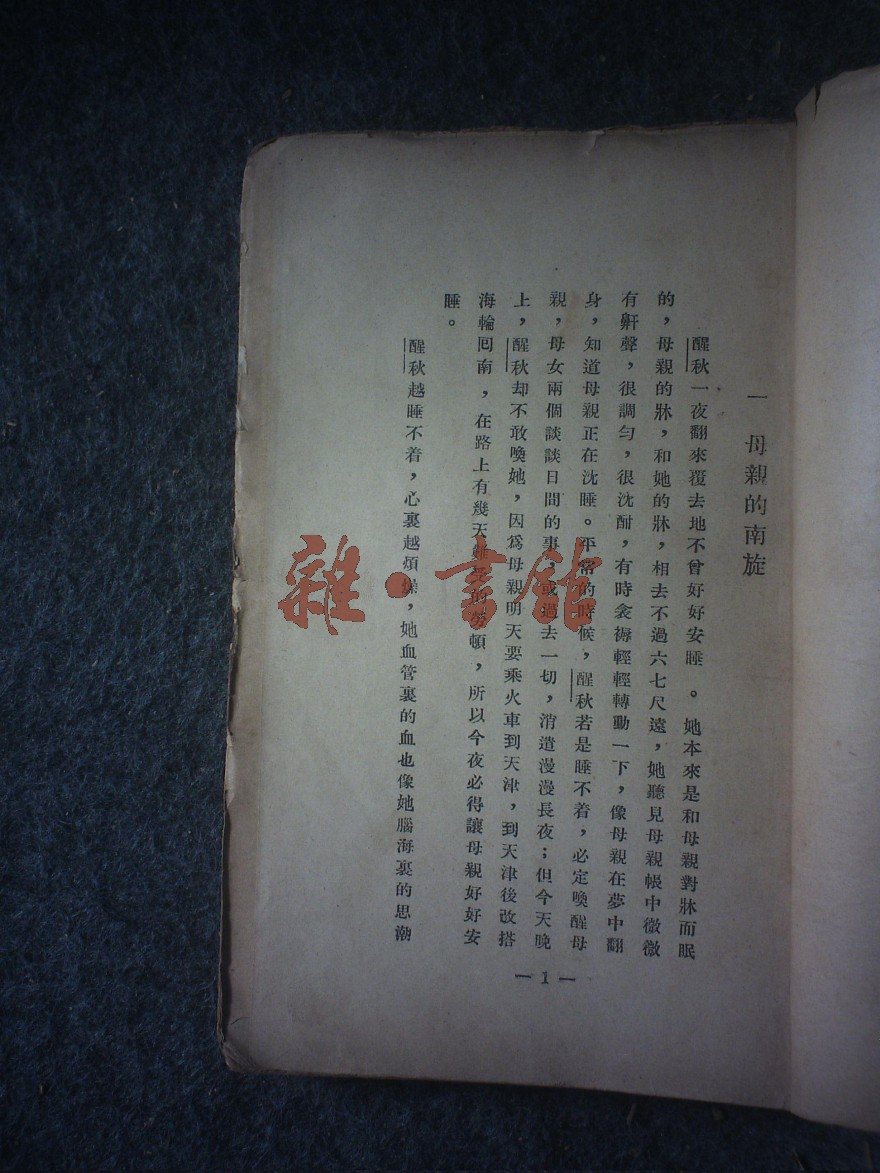 一 母親的南旋
醒秋一夜翻來覆去地不曾好好安睡。她本來是和母親對牀而眠
的，母親的牀，和她的牀，相去不過六七尺遠，她聽見母親帳中微微
有鼾聲，很調勻，很沈酣，有時衾褥輕輕轉動一下，像母親在夢中翻
身，知道母親正在沈睡。平常的時候，醒秋若是睡不着，必定喚醒母
親，母女兩個談談日間的事，或過去一切，消遣漫漫長夜；但今天晚
上，醒秋却不敢喚她，因爲母親明天要乘火車到天津，到天津後改搭
海輪囘南，在路上有幾天難受的勞頓，所以今夜必得讓母親好好安
睡。
醒秋越睡不着，心裏越煩燥，她血管裏的血也像她腦海裏的思潮
— 1 —
雜·書館